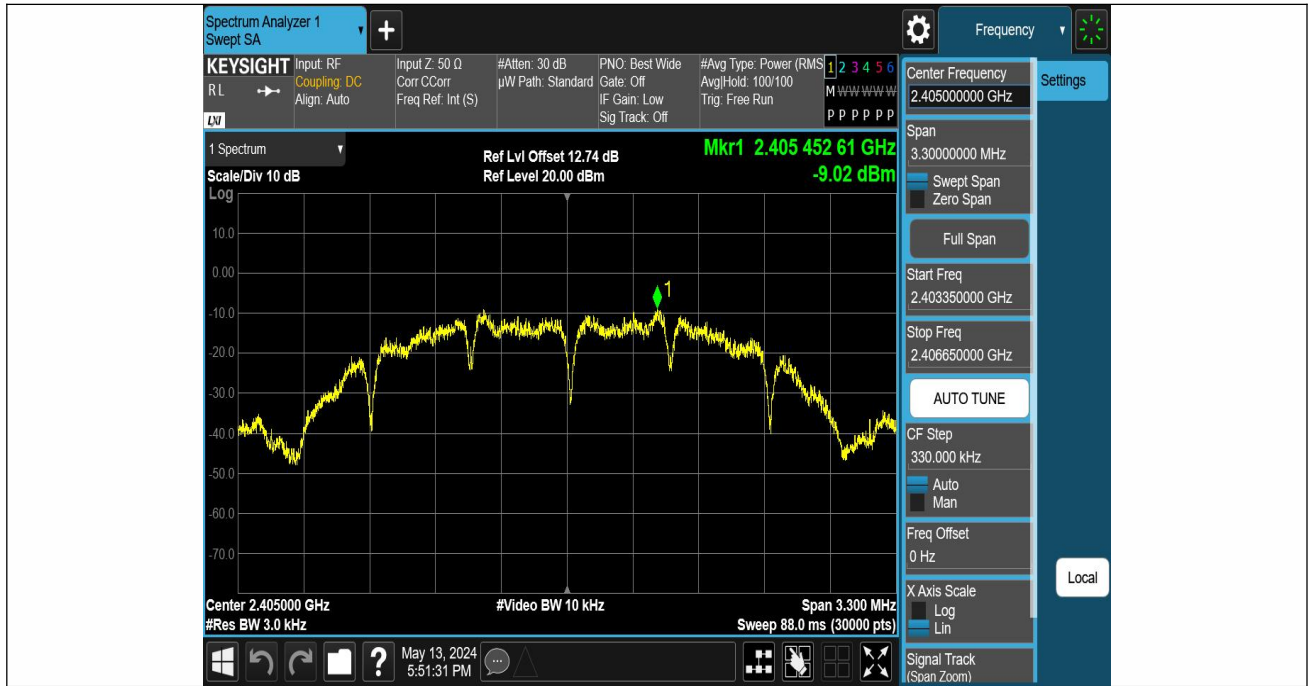 Spectrum Analyzer 1
Swept SA
Frequency
KEYSIGHT
RL
LXI
Input: RF
Coupling: DC
Align: Auto
Input Z: 50 Ω
Corr CCorr
Freq Ref: Int (S)
#Atten: 30 dB
µW Path: Standard
PNO: Best Wide
Gate: Off
IF Gain: Low
Sig Track: Off
#Avg Type: Power (RMS
Avg|Hold: 100/100
Trig: Free Run
1 2 3 4 5 6
M W W W W W
P P P P P P
1 Spectrum
Scale/Div 10 dB
Log
Ref Lvl Offset 12.74 dB
Ref Level 20.00 dBm
Mkr1 2.405 452 61 GHz
-9.02 dBm
10.0
0.00
-10.0
-20.0
-30.0
-40.0
-50.0
-60.0
-70.0
1
Center 2.405000 GHz
#Res BW 3.0 kHz
#Video BW 10 kHz
Span 3.300 MHz
Sweep 88.0 ms (30000 pts)
May 13, 2024
5:51:31 PM
Center Frequency
2.405000000 GHz
Settings
Span
3.30000000 MHz
Swept Span
Zero Span
Full Span
Start Freq
2.403350000 GHz
Stop Freq
2.406650000 GHz
AUTO TUNE
CF Step
330.000 kHz
Auto
Man
Freq Offset
0 Hz
Local
X Axis Scale
Log
Lin
Signal Track
(Span Zoom)